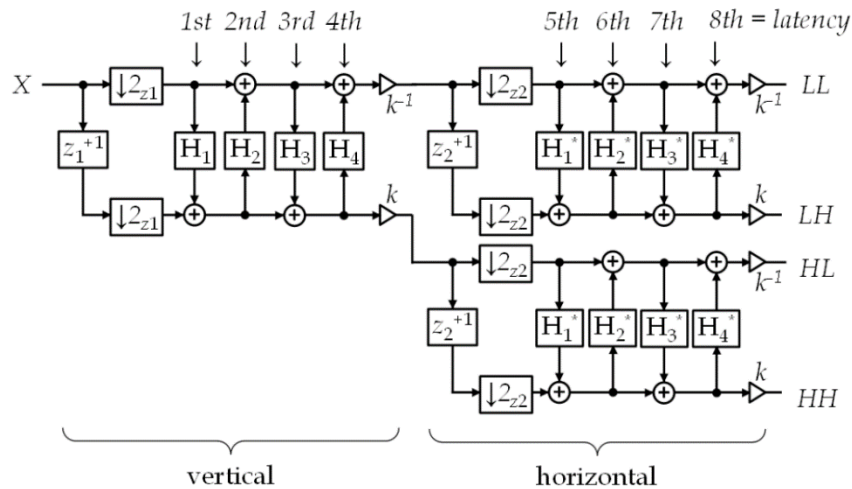 1st 2nd 3rd 4th 5th 6th 7th 8th = latency
X ↓2z1 k⁻¹ ↓2z2 k⁻¹ LL
z₁⁺¹ H₁ H₂ H₃ H₄ z₂⁺¹ H₁* H₂* H₃* H₄*
↓2z1 k ↓2z2 k LH
↓2z2 k⁻¹ HL
z₂⁺¹ H₁* H₂* H₃* H₄*
↓2z2 k HH
vertical horizontal